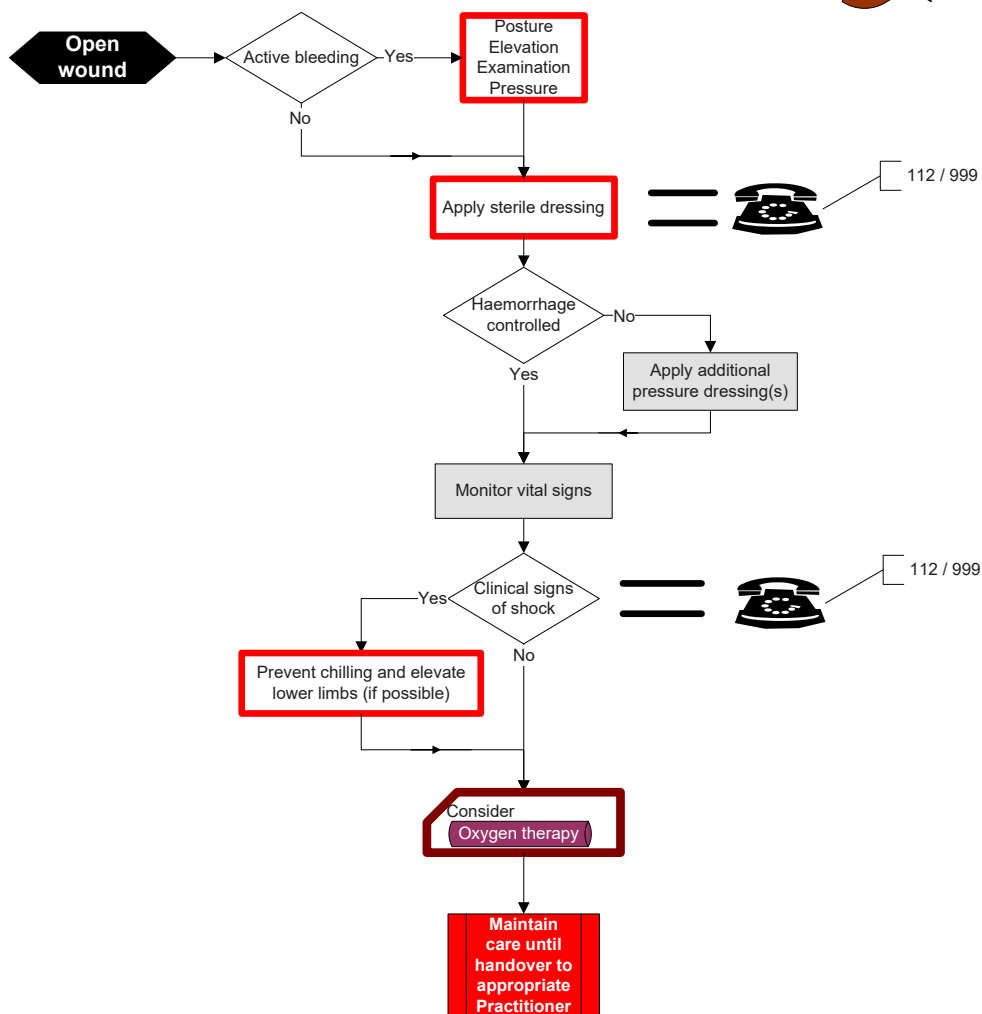 Open
wound
Active bleeding
Yes
Posture
Elevation
Examination
Pressure
No
Apply sterile dressing
112 / 999
Haemorrhage
controlled
No
Yes
Apply additional
pressure dressing(s)
Monitor vital signs
Clinical signs
of shock
112 / 999
Yes
No
Prevent chilling and elevate
lower limbs (if possible)
Consider
Oxygen therapy
Maintain
care until
handover to
appropriate
Practitioner